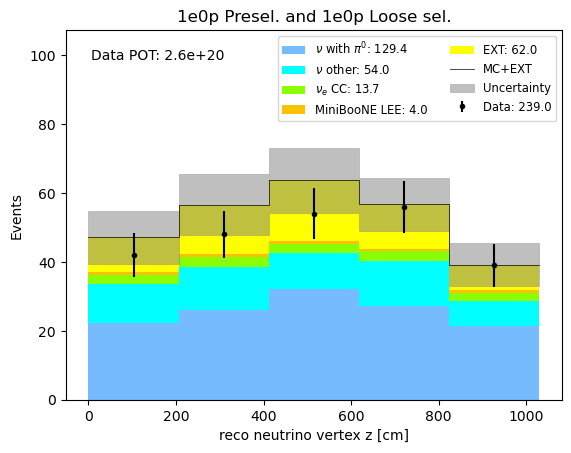 1e0p Presel. and 1e0p Loose sel.
Data POT: 2.6e+20
ν with π⁰: 129.4
ν other: 54.0
νₑ CC: 13.7
MiniBooNE LEE: 4.0
EXT: 62.0
MC+EXT
Uncertainty
Data: 239.0
Events
100
80
60
40
20
0
0 200 400 600 800 1000
reco neutrino vertex z [cm]